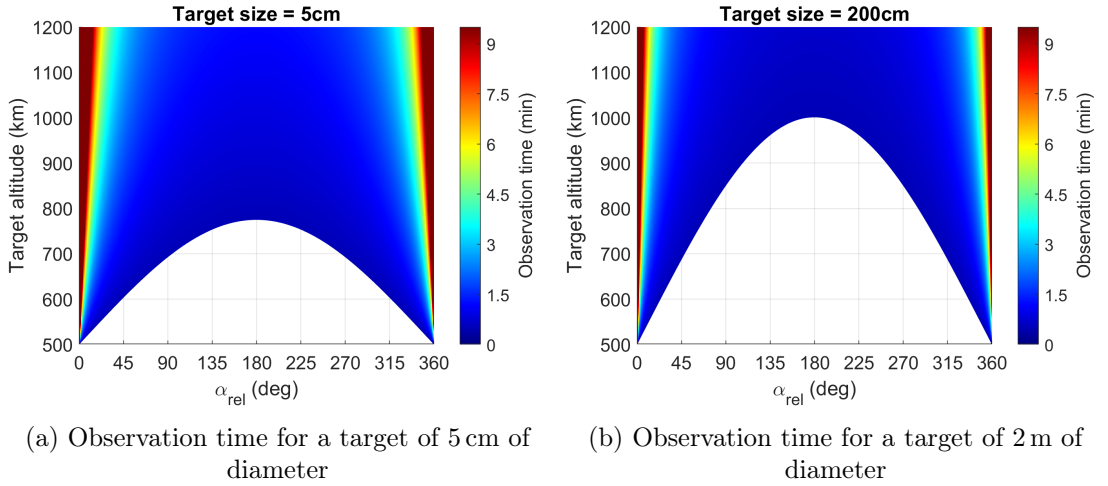 Target size = 5cm
1200
1100
1000
900
800
700
600
500
Target altitude (km)
0 45 90 135 180 225 270 315 360
α_rel (deg)
9
7.5
6
4.5
3
1.5
0
Observation time (min)
(a) Observation time for a target of 5 cm of
diameter
Target size = 200cm
1200
1100
1000
900
800
700
600
500
Target altitude (km)
0 45 90 135 180 225 270 315 360
α_rel (deg)
9
7.5
6
4.5
3
1.5
0
Observation time (min)
(b) Observation time for a target of 2 m of
diameter